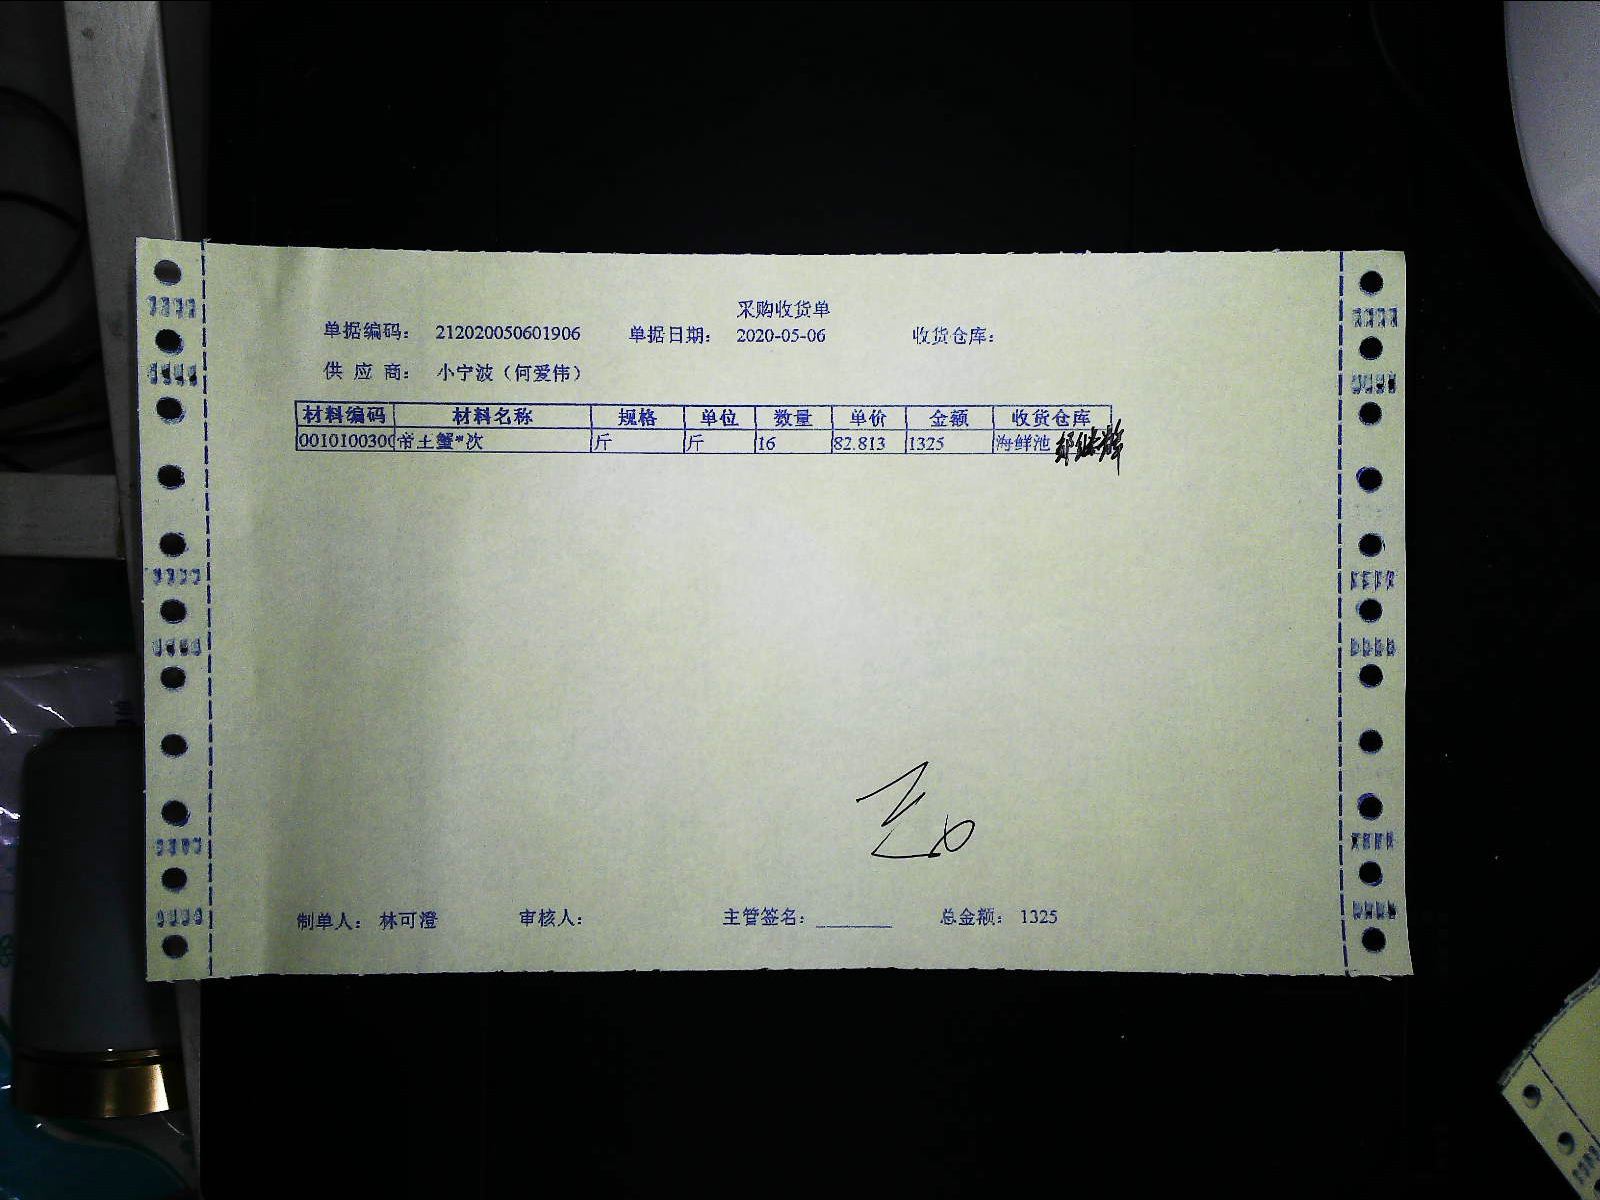 采购收货单
单据编码： 212020050601906 单据日期： 2020-05-06 收货仓库：
供 应 商： 小宁波（何爱伟）
材料编码 材料名称 规格 单位 数量 单价 金额 收货仓库
0010100300 帝王蟹*次 斤 斤 16 82.813 1325 海鲜池
制单人： 林可澄 审核人： 主管签名： 总金额： 1325